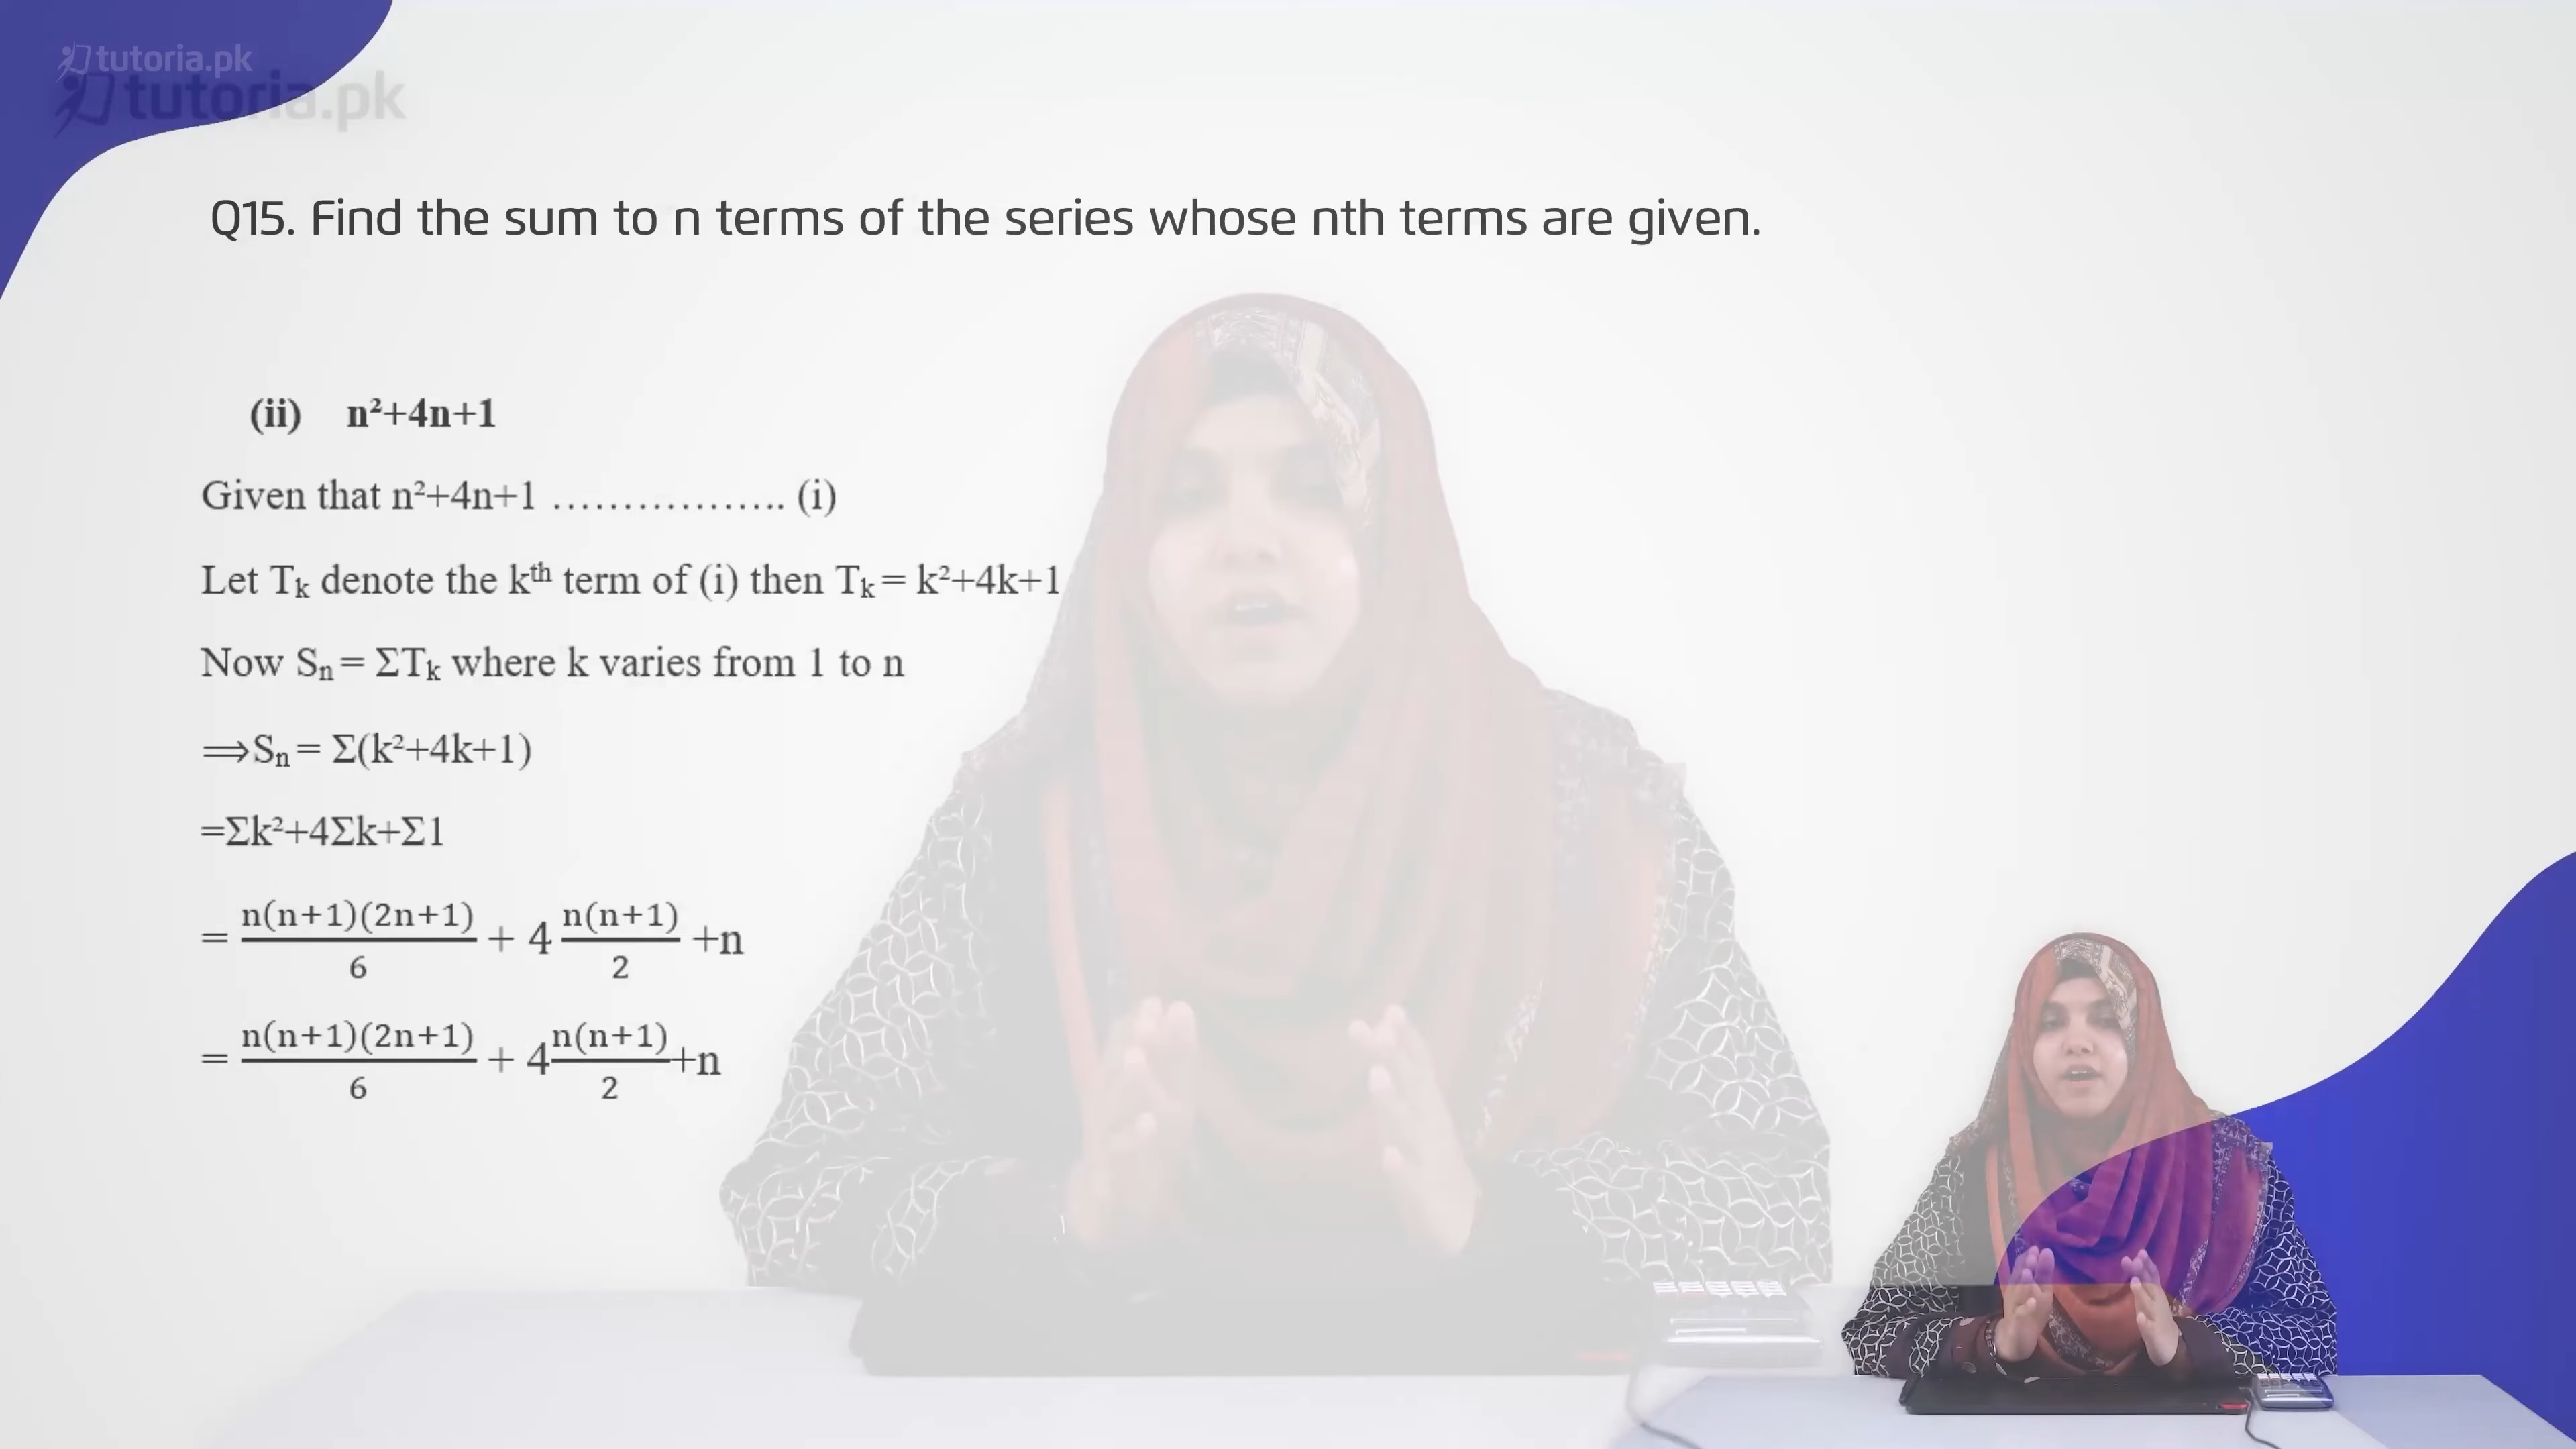 tutoria.pk
tutoria.pk
Q15. Find the sum to n terms of the series whose nth terms are given.
(ii) n²+4n+1
Given that n²+4n+1 ................. (i)
Let Tₖ denote the kᵗʰ term of (i) then Tₖ = k²+4k+1
Now Sₙ = ΣTₖ where k varies from 1 to n
⟹Sₙ = Σ(k²+4k+1)
=Σk²+4Σk+Σ1
= n(n+1)(2n+1)/6 + 4 n(n+1)/2 +n
= n(n+1)(2n+1)/6 + 4 n(n+1)/2 +n